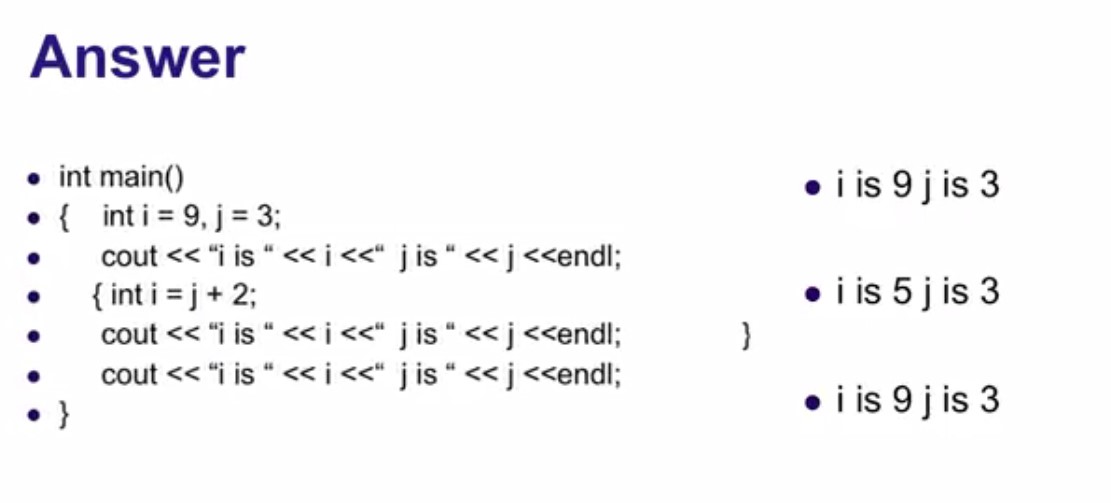 Answer
• int main()
• { int i = 9, j = 3;
• cout << “i is “ << i <<“ j is “ << j <<endl;
• { int i = j + 2;
• cout << “i is “ << i <<“ j is “ << j <<endl; }
• cout << “i is “ << i <<“ j is “ << j <<endl;
• }
• i is 9 j is 3
• i is 5 j is 3
• i is 9 j is 3